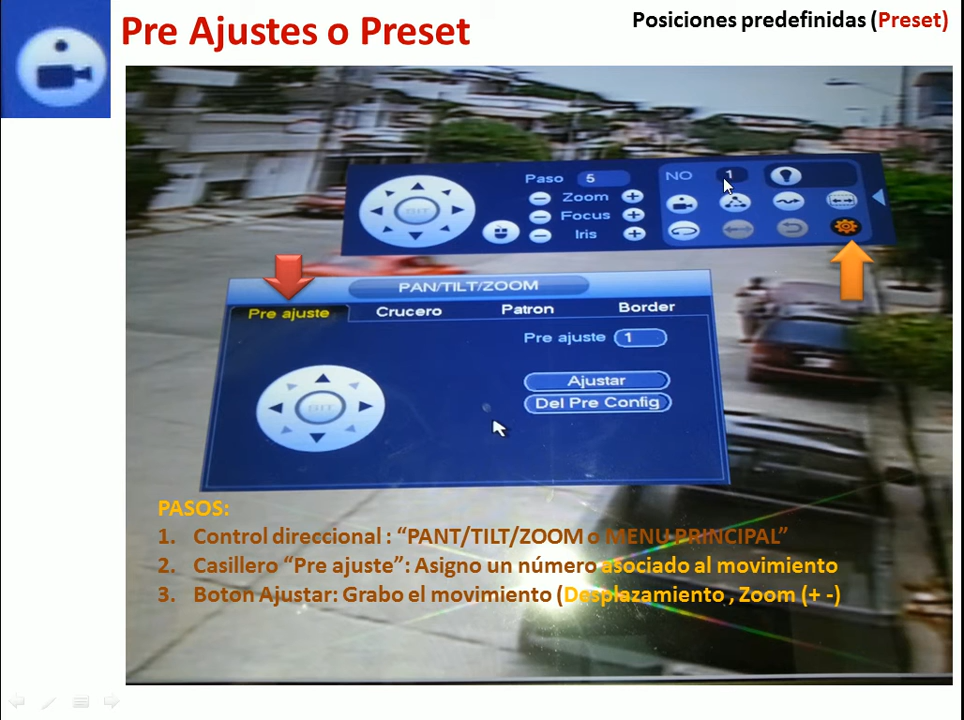 Pre Ajustes o Preset
Posiciones predefinidas (Preset)
Paso 5
NO 1
Zoom
SIT
Focus
Iris
PAN/TILT/ZOOM
Pre ajuste Crucero Patron Border
Pre ajuste 1
Ajustar
SIT
Del Pre Config
PASOS:
1. Control direccional : “PANT/TILT/ZOOM o MENU PRINCIPAL”
2. Casillero “Pre ajuste”: Asigno un número asociado al movimiento
3. Boton Ajustar: Grabo el movimiento (Desplazamiento , Zoom (+ -)